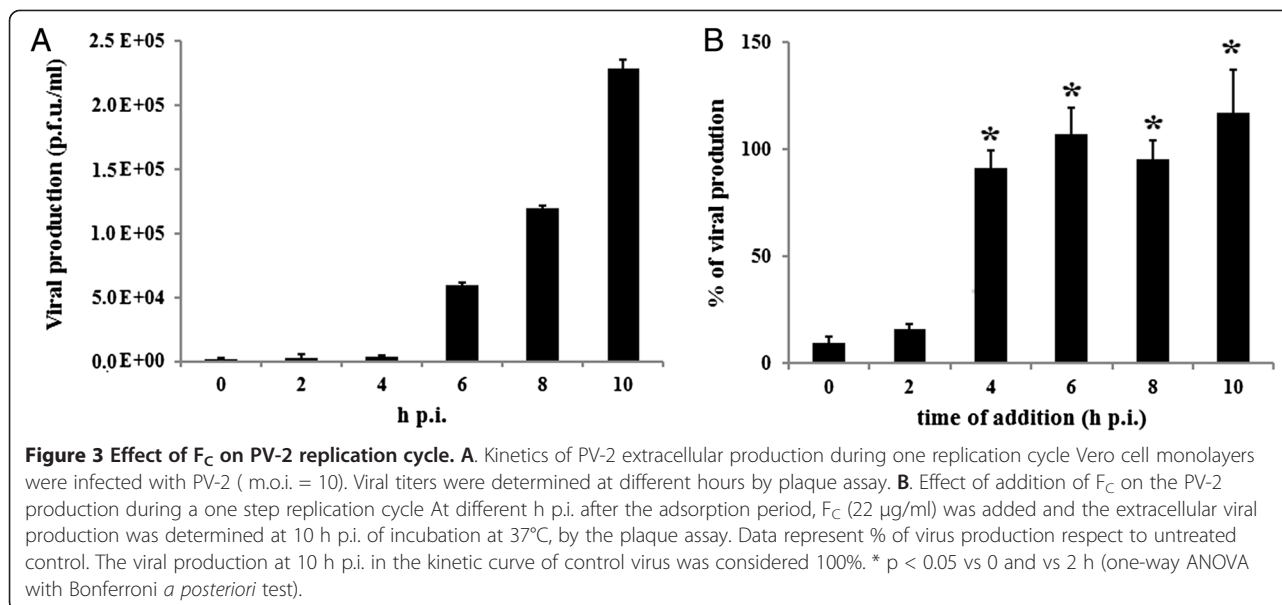 A
Viral production (p.f.u./ml)
2.5 E+05
2.0E+05
1.5E+05
1.0 E+05
5.0E+04
0.0E+00
0 2 4 6 8 10
h p.i.
B
% of viral prodution
150
100
50
0
* * * *
0 2 4 6 8 10
time of addition (h p.i.)
Figure 3 Effect of FC on PV-2 replication cycle. A. Kinetics of PV-2 extracellular production during one replication cycle Vero cell monolayers
were infected with PV-2 ( m.o.i. = 10). Viral titers were determined at different hours by plaque assay. B. Effect of addition of FC on the PV-2
production during a one step replication cycle At different h p.i. after the adsorption period, FC (22 µg/ml) was added and the extracellular viral
production was determined at 10 h p.i. of incubation at 37°C, by the plaque assay. Data represent % of virus production respect to untreated
control. The viral production at 10 h p.i. in the kinetic curve of control virus was considered 100%. * p < 0.05 vs 0 and vs 2 h (one-way ANOVA
with Bonferroni a posteriori test).